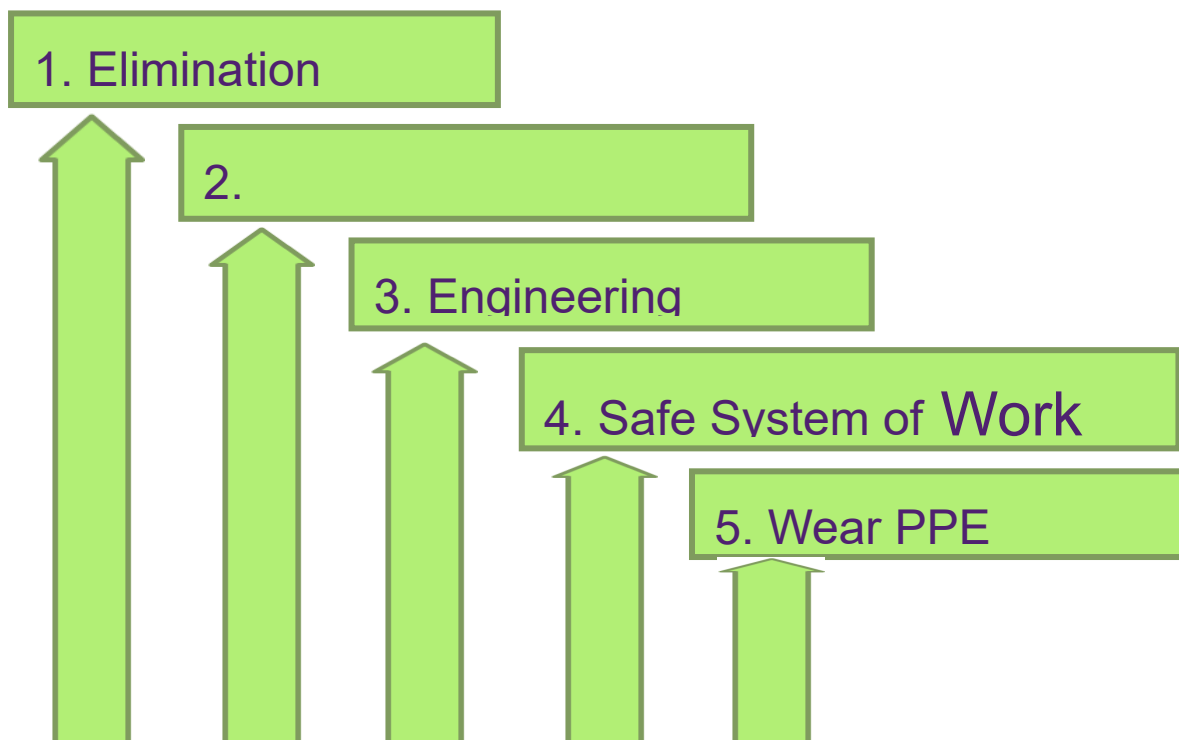 1. Elimination
2.
3. Engineering
4. Safe System of Work
5. Wear PPE